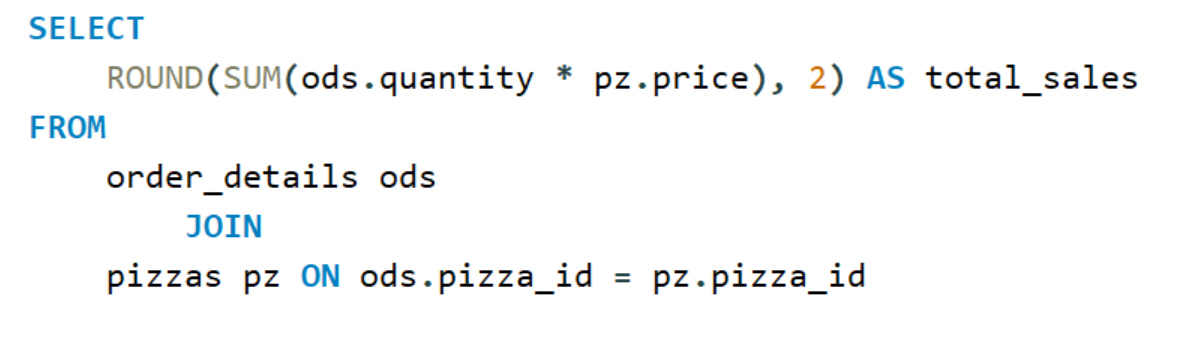 SELECT
    ROUND(SUM(ods.quantity * pz.price), 2) AS total_sales
FROM
    order_details ods
        JOIN
    pizzas pz ON ods.pizza_id = pz.pizza_id